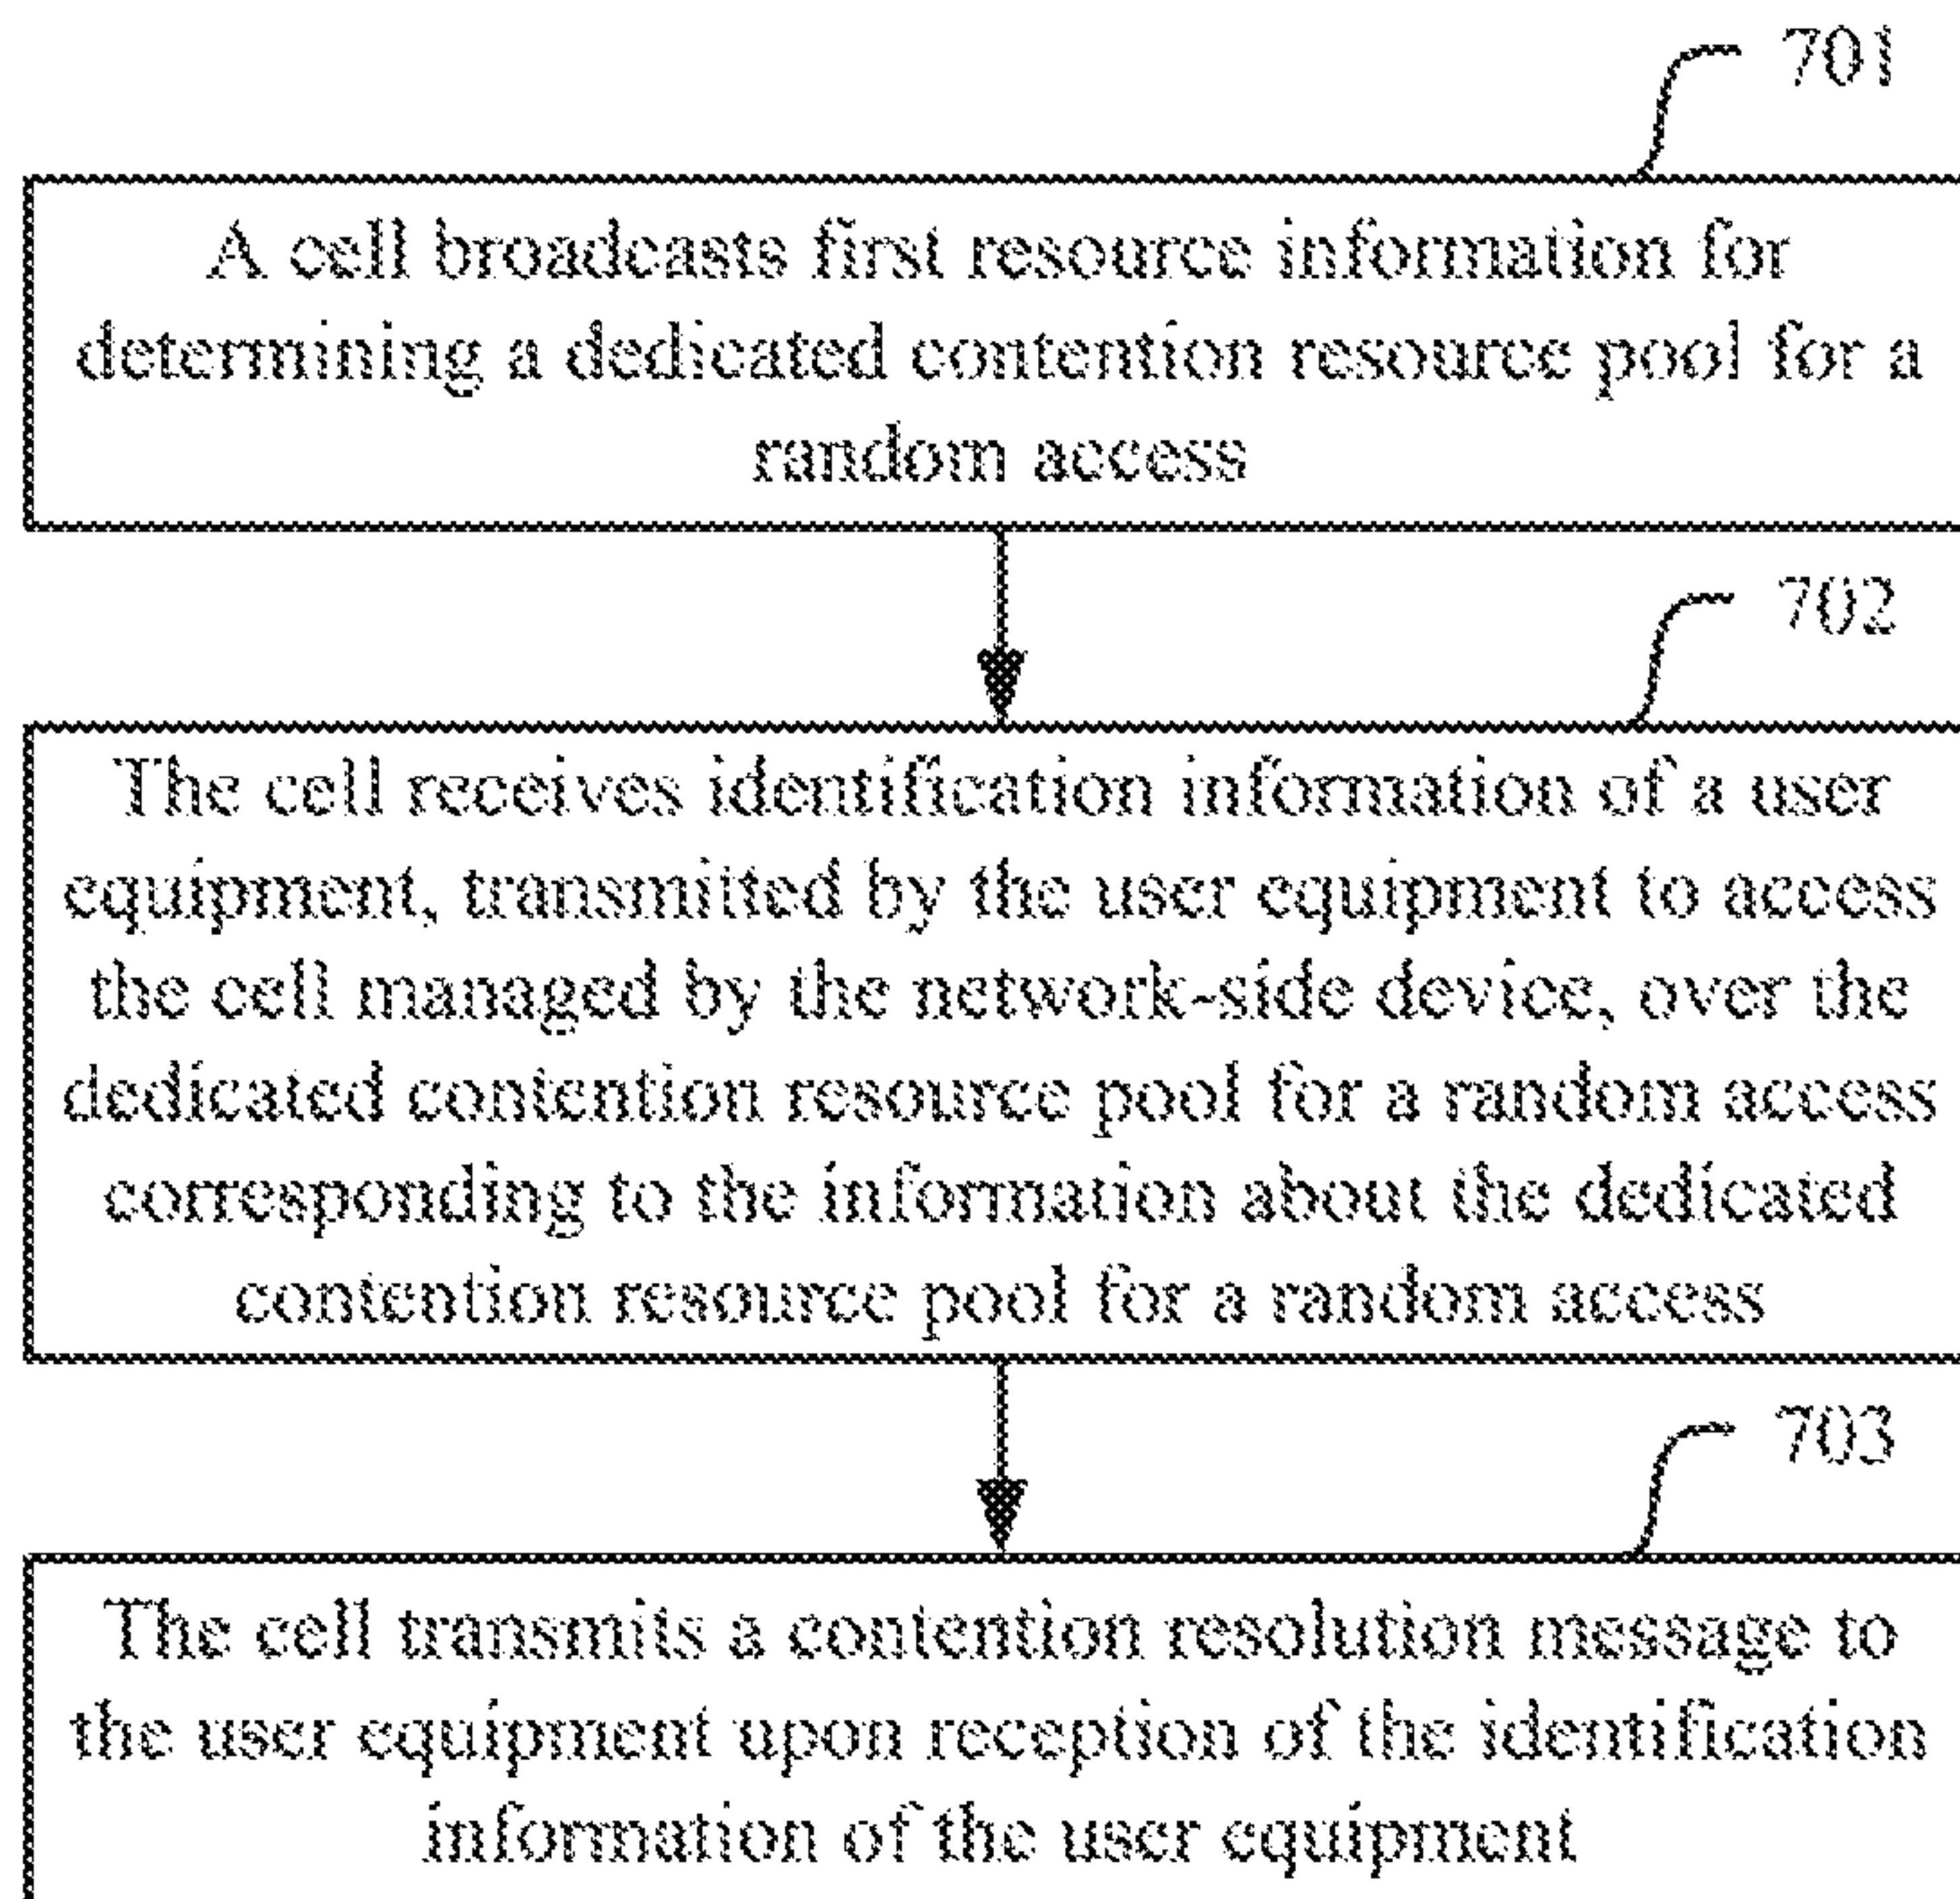 701
A cell broadcasts first resource information for
determining a dedicated contention resource pool for a
random access
702
The cell receives identification information of a user
equipment, transmitted by the user equipment to access
the cell managed by the network-side device, over the
dedicated contention resource pool for a random access
corresponding to the information about the dedicated
contention resource pool for a random access
703
The cell transmits a contention resolution message to
the user equipment upon reception of the identification
information of the user equipment